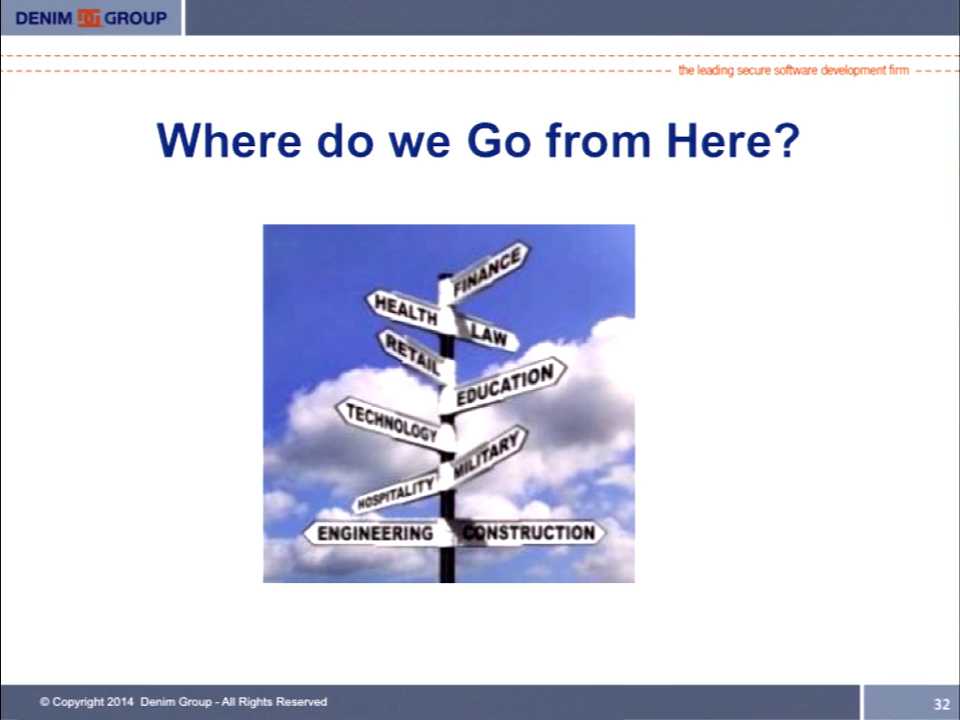 DENIM DG GROUP
the leading secure software development firm
Where do we Go from Here?
FINANCE
HEALTH
LAW
RETAIL
EDUCATION
TECHNOLOGY
MILITARY
HOSPITALITY
ENGINEERING
CONSTRUCTION
© Copyright 2014 Denim Group - All Rights Reserved
32